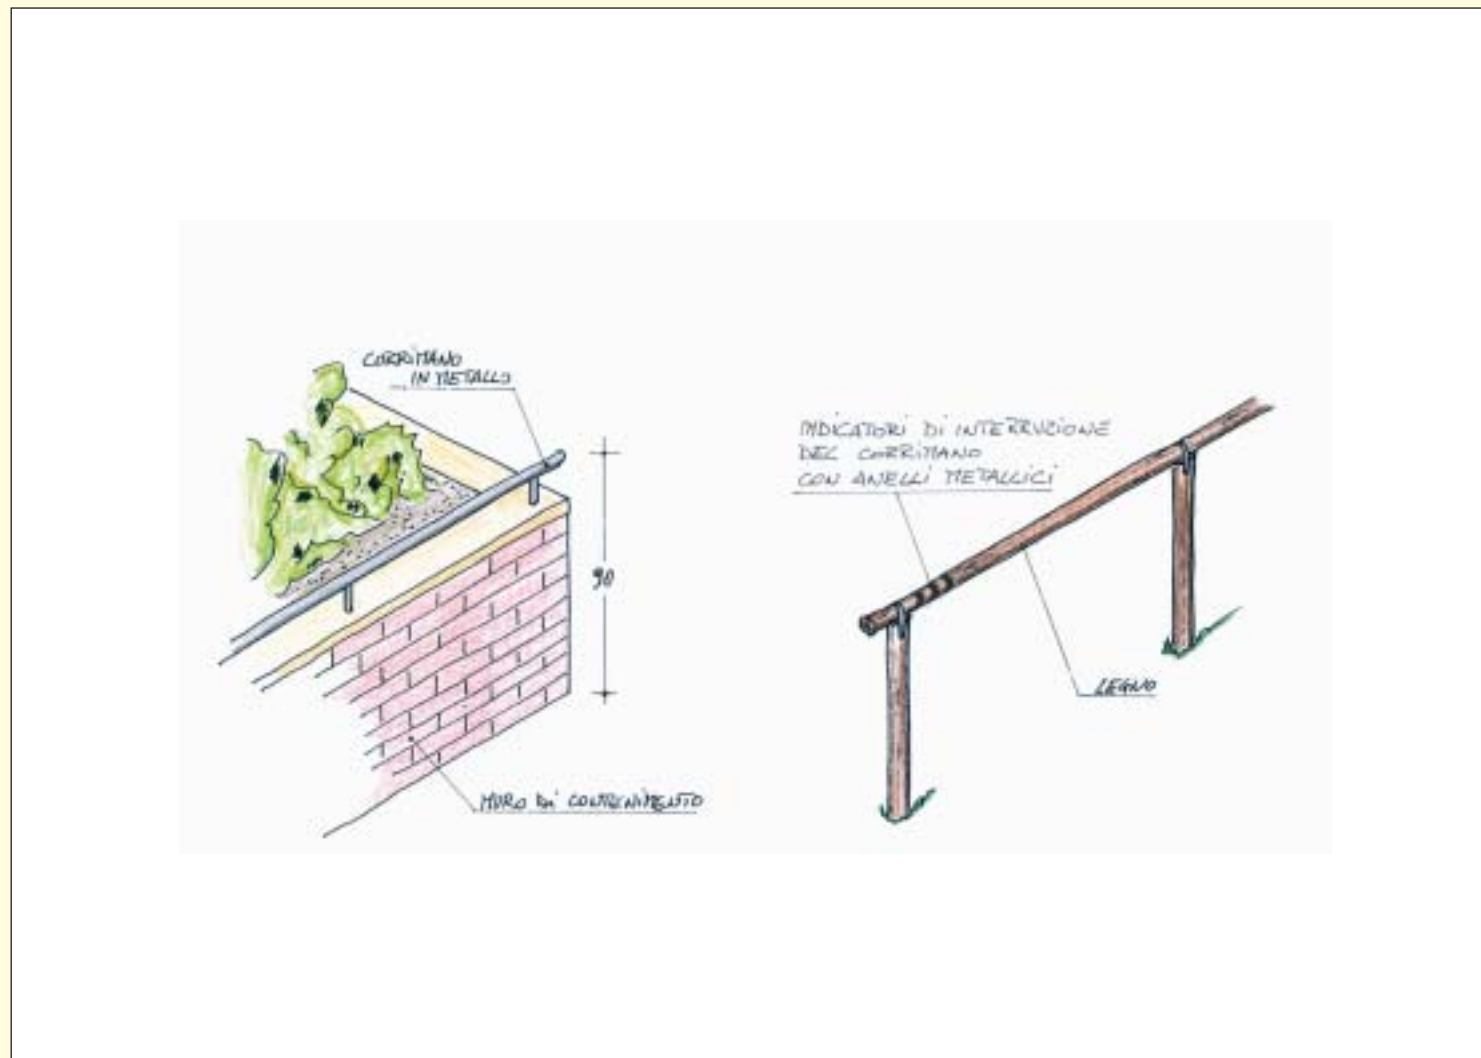 CORRIMANO
IN METALLO
90
MURO DI CONTENIMENTO
INDICATORI DI INTERRUZIONE
DEL CORRIMANO
CON ANELLI METALLICI
LEGNO